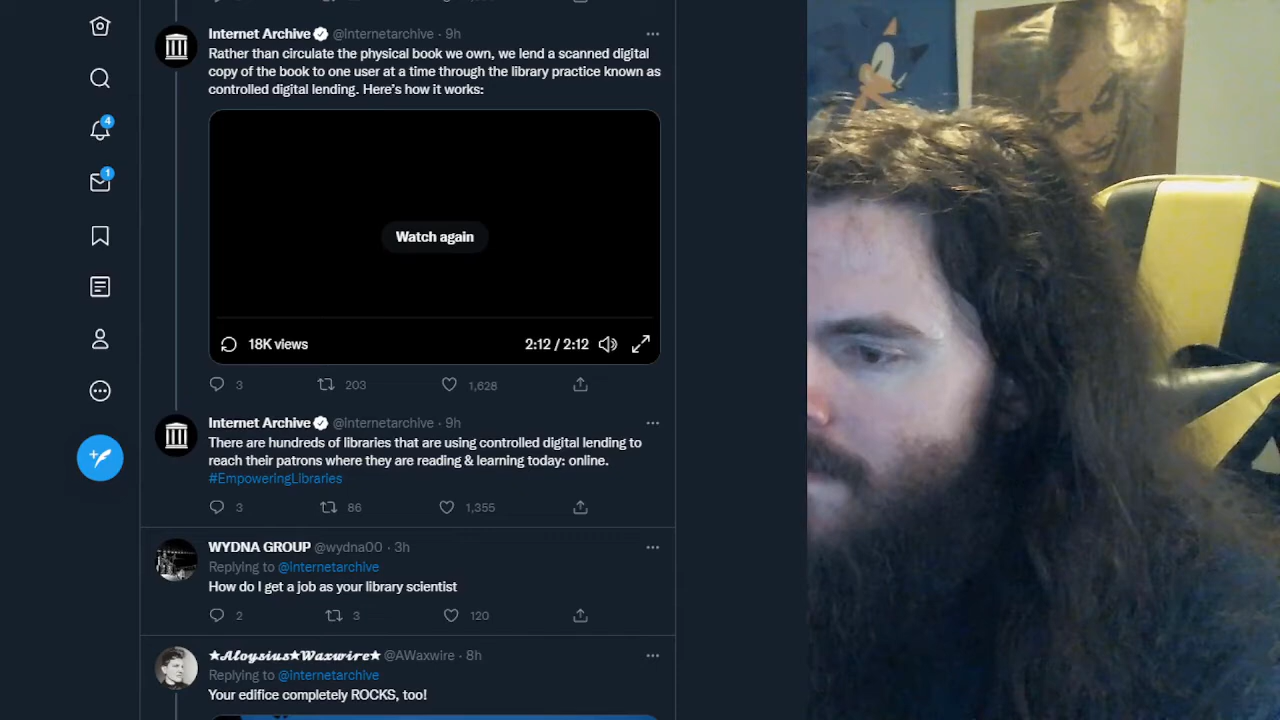 Internet Archive @internetarchive · 9h
Rather than circulate the physical book we own, we lend a scanned digital
copy of the book to one user at a time through the library practice known as
controlled digital lending. Here's how it works:
Watch again
18K views
2:12 / 2:12
3 203 1,628
Internet Archive @internetarchive · 9h
There are hundreds of libraries that are using controlled digital lending to
reach their patrons where they are reading & learning today: online.
#EmpoweringLibraries
3 86 1,355
WYDNA GROUP @wydna00 · 3h
Replying to @internetarchive
How do I get a job as your library scientist
2 3 120
★𝓐𝓵𝓸𝔂𝓼𝓲𝓾𝓼★𝓦𝓪𝔁𝔀𝓲𝓻𝓮★ @AWaxwire · 8h
Replying to @internetarchive
Your edifice completely ROCKS, too!
4
1